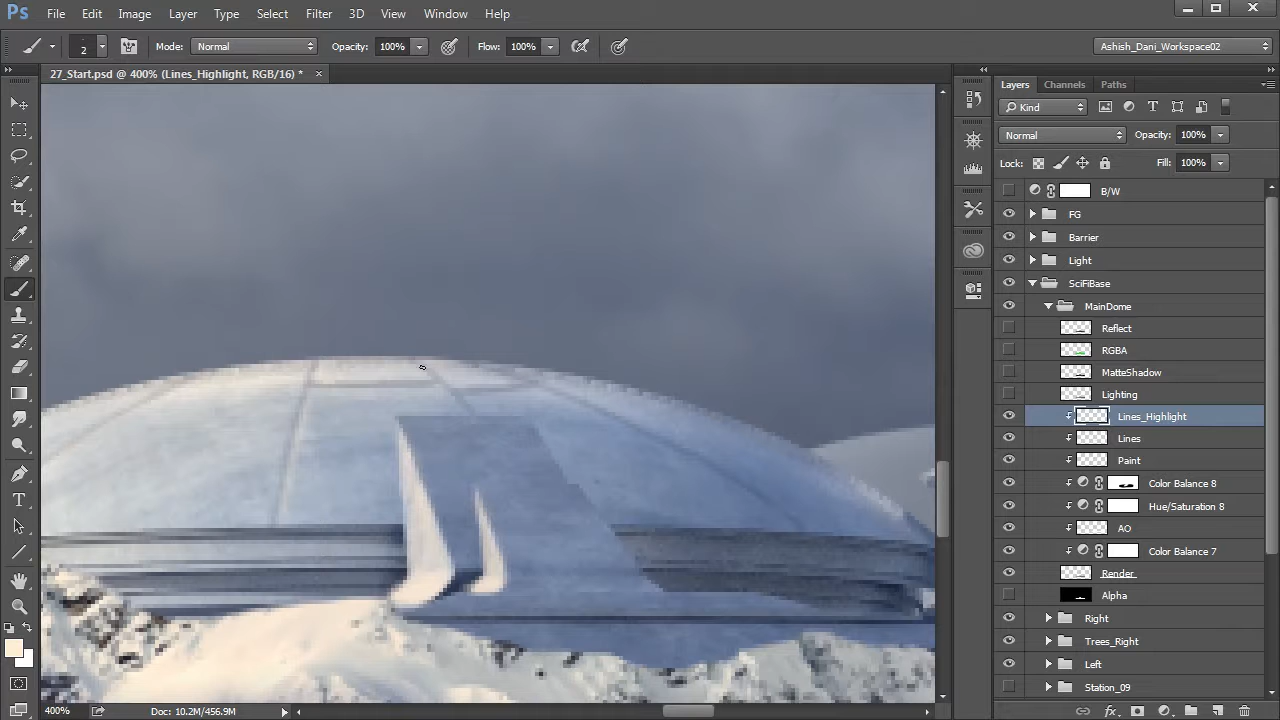 Ps File Edit Image Layer Type Select Filter 3D View Window Help
2 Mode: Normal Opacity: 100% Flow: 100% Ashish_Dani_Workspace02
27_Start.psd @ 400% (Lines_Highlight, RGB/16) * ×
Layers Channels Paths
Kind T
Normal Opacity: 100%
Lock: Fill: 100%
B/W
FG
Barrier
Light
SciFiBase
MainDome
Reflect
RGBA
MatteShadow
Lighting
Lines_Highlight
Lines
Paint
Color Balance 8
Hue/Saturation 8
AO
Color Balance 7
Render
Alpha
Right
Trees_Right
Left
Station_09
400% Doc: 10.2M/456.9M
fx